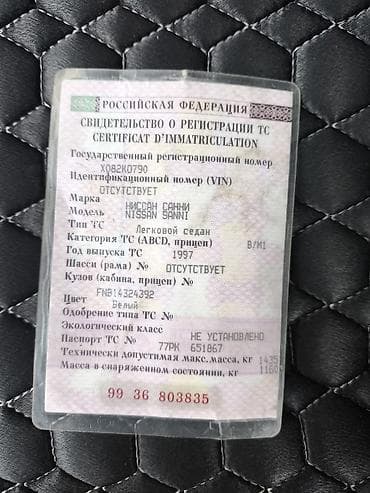 РОССИЙСКАЯ ФЕДЕРАЦИЯ
СВИДЕТЕЛЬСТВО О РЕГИСТРАЦИИ ТС
CERTIFICAT D'IMMATRICULATION
Государственный регистрационный номер
Х082КО790
Идентификационный номер (VIN)
ОТСУТСТВУЕТ
Марка НИССАН САННИ
Модель NISSAN SANNI
Тип ТС Легковой седан
Категория ТС (ABCD, прицеп) B/M1
Год выпуска ТС 1997
Шасси (рама) № ОТСУТСТВУЕТ
Кузов (кабина, прицеп) №
FNB14324392
Цвет Белый
Одобрение типа ТС №
Экологический класс НЕ УСТАНОВЛЕНО
Паспорт ТС № 77РК 651867
Технически допустимая макс. масса, кг 1435
Масса в снаряженном состоянии, кг 1160
99 36 803835